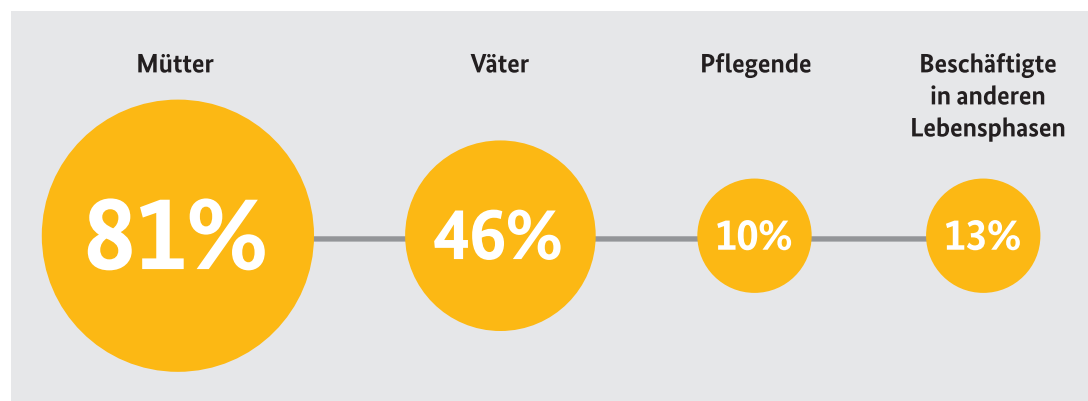 Mütter
81%
Väter
46%
Pflegende
10%
Beschäftigte
in anderen
Lebensphasen
13%